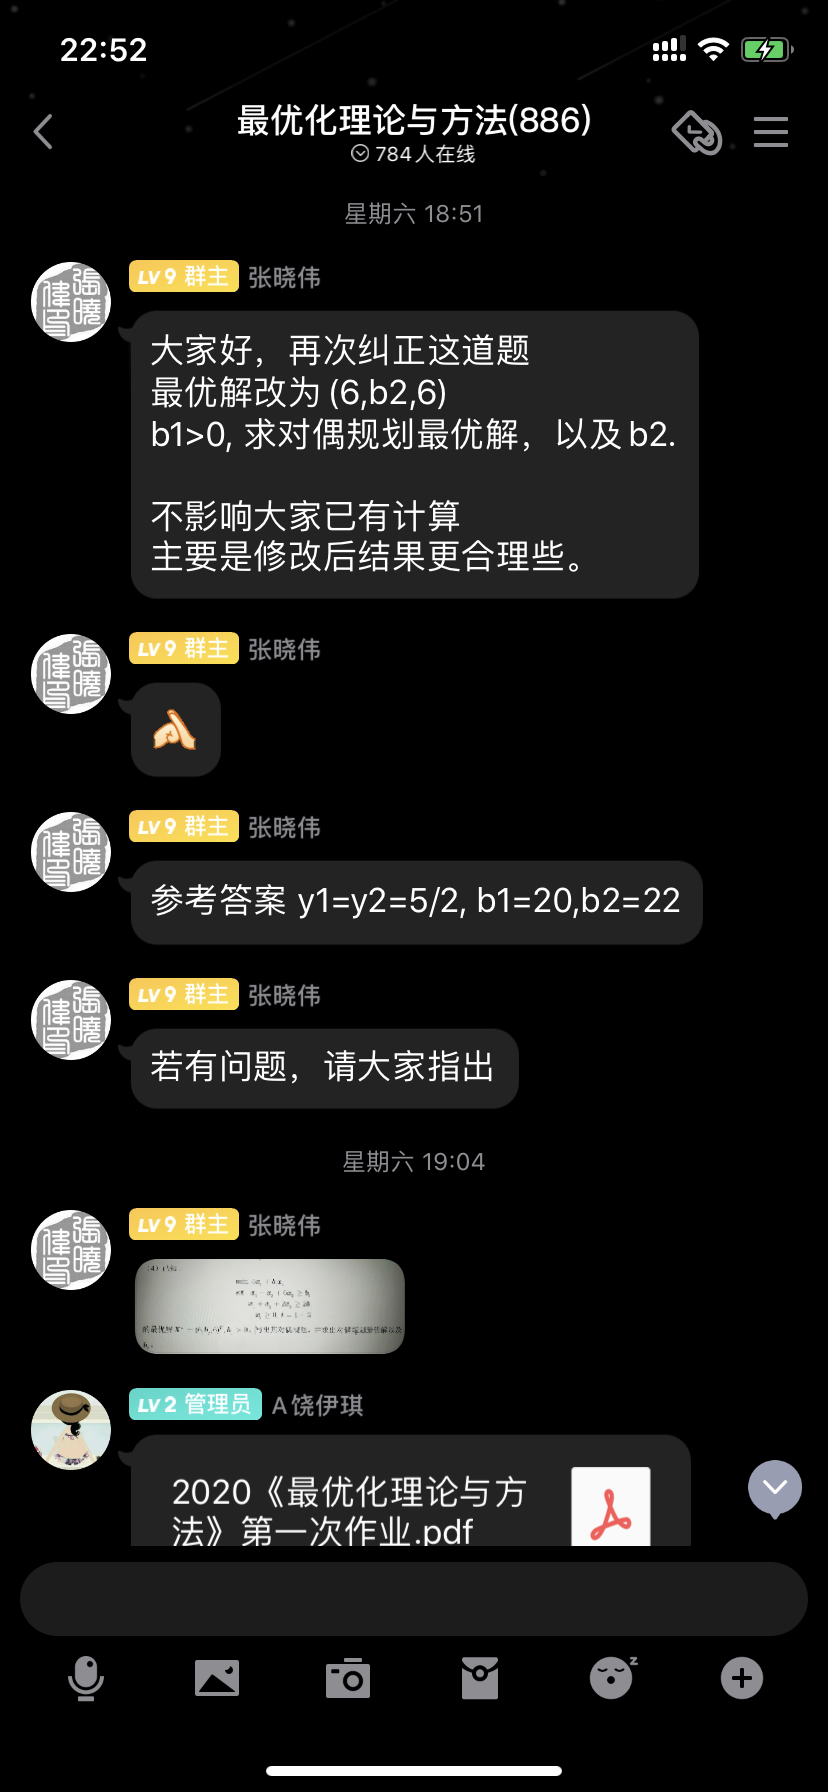 22:52
最优化理论与方法(886)
784人在线
星期六 18:51
LV9 群主 张晓伟
大家好，再次纠正这道题
最优解改为(6,b2,6)
b1>0, 求对偶规划最优解，以及b2.
不影响大家已有计算
主要是修改后结果更合理些。
LV9 群主 张晓伟
LV9 群主 张晓伟
参考答案 y1=y2=5/2, b1=20,b2=22
LV9 群主 张晓伟
若有问题，请大家指出
星期六 19:04
LV9 群主 张晓伟
LV2 管理员 A饶伊琪
2020《最优化理论与方
法》第一次作业.pdf